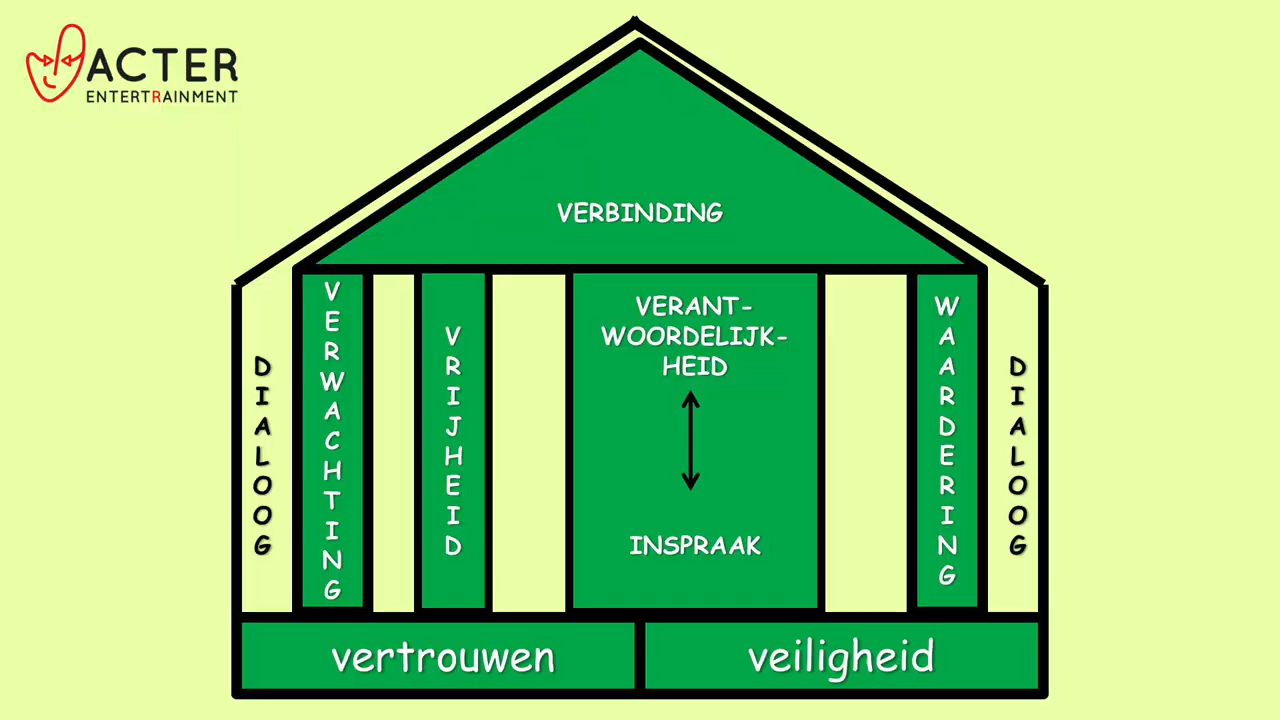 ACTER
ENTERTRAINMENT
VERBINDING
DIALOOG
VERWACHTING
VRIJHEID
VERANT-
WOORDELIJK-
HEID
INSPRAAK
WAARDERING
DIALOOG
vertrouwen
veiligheid